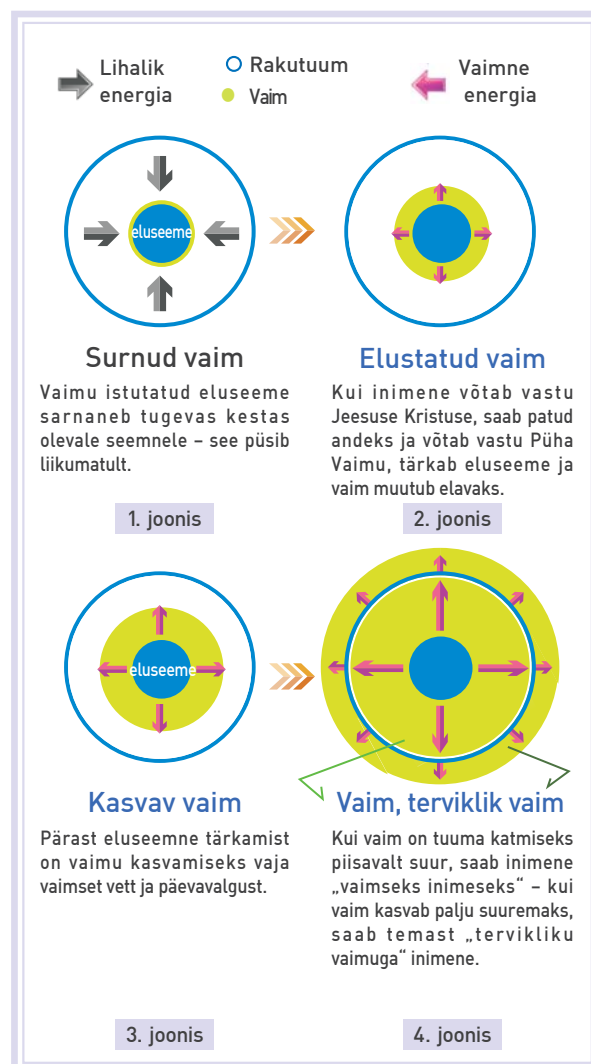 Lihalik
energia
Rakutuum
Vaim
Vaimne
energia
eluseeme
Surnud vaim
Vaimu istutatud eluseeme
sarnaneb tugevas kestas
olevale seemnele – see püsib
liikumatult.
1. joonis
Elustatud vaim
Kui inimene võtab vastu
Jeesuse Kristuse, saab patud
andeks ja võtab vastu Püha
Vaimu, tärkab eluseeme ja
vaim muutub elavaks.
2. joonis
eluseeme
Kasvav vaim
Pärast eluseemne tärkamist
on vaimu kasvamiseks vaja
vaimset vett ja päevavalgust.
3. joonis
Vaim, terviklik vaim
Kui vaim on tuuma katmiseks
piisavalt suur, saab inimene
„vaimseks inimeseks“ – kui
vaim kasvab palju suuremaks,
saab temast „tervikliku
vaimuga“ inimene.
4. joonis